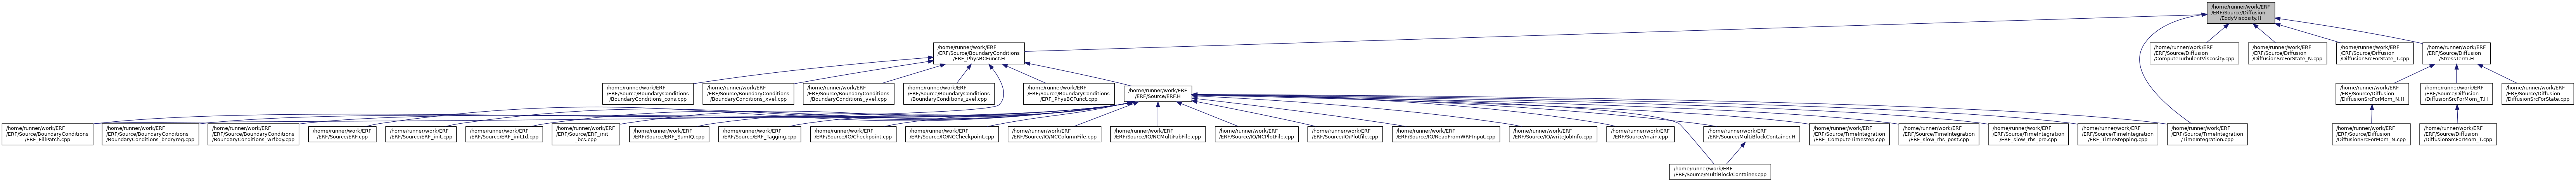 /home/runner/work/ERF
/ERF/Source/Diffusion
/EddyViscosity.H
/home/runner/work/ERF
/ERF/Source/BoundaryConditions
/ERF_PhysBCFunct.H
/home/runner/work/ERF
/ERF/Source/Diffusion
/ComputeTurbulentViscosity.cpp
/home/runner/work/ERF
/ERF/Source/Diffusion
/DiffusionSrcForState_N.cpp
/home/runner/work/ERF
/ERF/Source/Diffusion
/DiffusionSrcForState_T.cpp
/home/runner/work/ERF
/ERF/Source/Diffusion
/StressTerm.H
/home/runner/work/ERF
/ERF/Source/BoundaryConditions
/BoundaryConditions_cons.cpp
/home/runner/work/ERF
/ERF/Source/BoundaryConditions
/BoundaryConditions_xvel.cpp
/home/runner/work/ERF
/ERF/Source/BoundaryConditions
/BoundaryConditions_yvel.cpp
/home/runner/work/ERF
/ERF/Source/BoundaryConditions
/BoundaryConditions_zvel.cpp
/home/runner/work/ERF
/ERF/Source/BoundaryConditions
/ERF_PhysBCFunct.cpp
/home/runner/work/ERF
/ERF/Source/ERF.H
/home/runner/work/ERF
/ERF/Source/Diffusion
/DiffusionSrcForMom_N.H
/home/runner/work/ERF
/ERF/Source/Diffusion
/DiffusionSrcForMom_T.H
/home/runner/work/ERF
/ERF/Source/Diffusion
/DiffusionSrcForState.cpp
/home/runner/work/ERF
/ERF/Source/BoundaryConditions
/ERF_FillPatch.cpp
/home/runner/work/ERF
/ERF/Source/BoundaryConditions
/BoundaryConditions_bndryreg.cpp
/home/runner/work/ERF
/ERF/Source/BoundaryConditions
/BoundaryConditions_wrfbdy.cpp
/home/runner/work/ERF
/ERF/Source/ERF.cpp
/home/runner/work/ERF
/ERF/Source/ERF_init.cpp
/home/runner/work/ERF
/ERF/Source/ERF_init1d.cpp
/home/runner/work/ERF
/ERF/Source/ERF_init
_bcs.cpp
/home/runner/work/ERF
/ERF/Source/ERF_SumIQ.cpp
/home/runner/work/ERF
/ERF/Source/ERF_Tagging.cpp
/home/runner/work/ERF
/ERF/Source/IO/Checkpoint.cpp
/home/runner/work/ERF
/ERF/Source/IO/NCCheckpoint.cpp
/home/runner/work/ERF
/ERF/Source/IO/NCColumnFile.cpp
/home/runner/work/ERF
/ERF/Source/IO/NCMultiFabFile.cpp
/home/runner/work/ERF
/ERF/Source/IO/NCPlotFile.cpp
/home/runner/work/ERF
/ERF/Source/IO/Plotfile.cpp
/home/runner/work/ERF
/ERF/Source/IO/ReadFromWRFInput.cpp
/home/runner/work/ERF
/ERF/Source/IO/writeJobInfo.cpp
/home/runner/work/ERF
/ERF/Source/main.cpp
/home/runner/work/ERF
/ERF/Source/MultiBlockContainer.H
/home/runner/work/ERF
/ERF/Source/TimeIntegration
/ERF_ComputeTimestep.cpp
/home/runner/work/ERF
/ERF/Source/TimeIntegration
/ERF_slow_rhs_post.cpp
/home/runner/work/ERF
/ERF/Source/TimeIntegration
/ERF_slow_rhs_pre.cpp
/home/runner/work/ERF
/ERF/Source/TimeIntegration
/ERF_TimeStepping.cpp
/home/runner/work/ERF
/ERF/Source/TimeIntegration
/TimeIntegration.cpp
/home/runner/work/ERF
/ERF/Source/Diffusion
/DiffusionSrcForMom_N.cpp
/home/runner/work/ERF
/ERF/Source/Diffusion
/DiffusionSrcForMom_T.cpp
/home/runner/work/ERF
/ERF/Source/MultiBlockContainer.cpp